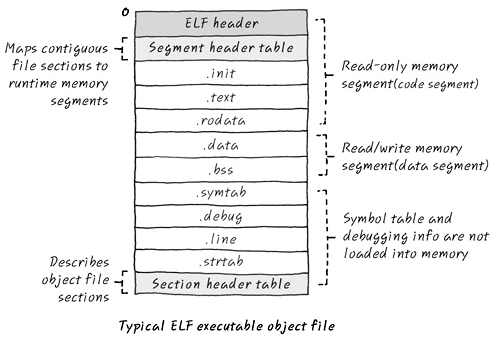 0
ELF header
Maps contiguous
file sections to
runtime memory
segments
Segment header table
.init
.text
.rodata
Read-only memory
segment(code segment)
.data
.bss
Read/write memory
segment(data segment)
.symtab
.debug
.line
.strtab
Symbol table and
debugging info are not
loaded into memory
Describes
object file
sections
Section header table
Typical ELF executable object file